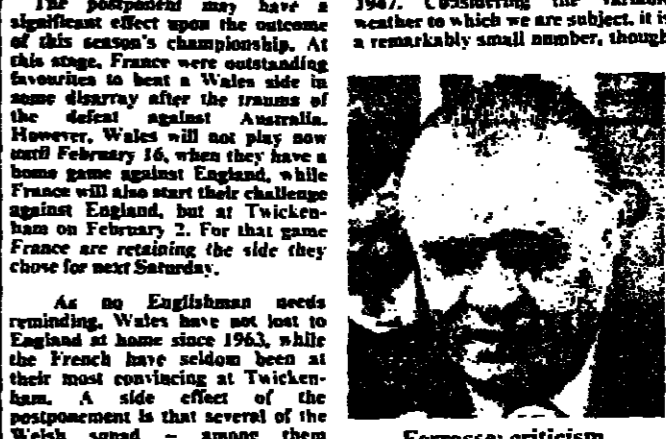 The postponent may have a
significant effect upon the outcome
of this season's championship. At
this stage, France were outstanding
favourites to beat a Wales side in
some disarray after the trauma of
the defeat against Australia.
However, Wales will not play now
until February 16, when they have a
home game against England, while
France will also start their challenge
against England, but at Twicken-
ham on February 2. For that game
France are retaining the side they
chose for next Saturday.
As no Englishman needs
reminding, Wales have not lost to
England at home since 1963, while
the French have seldom been at
their most convincing at Twicken-
ham. A side effect of the
postponement is that several of the
Welsh squad – among them
1947. Considering the various
weather to which we are subject, it is
a remarkably small number, though
criticism